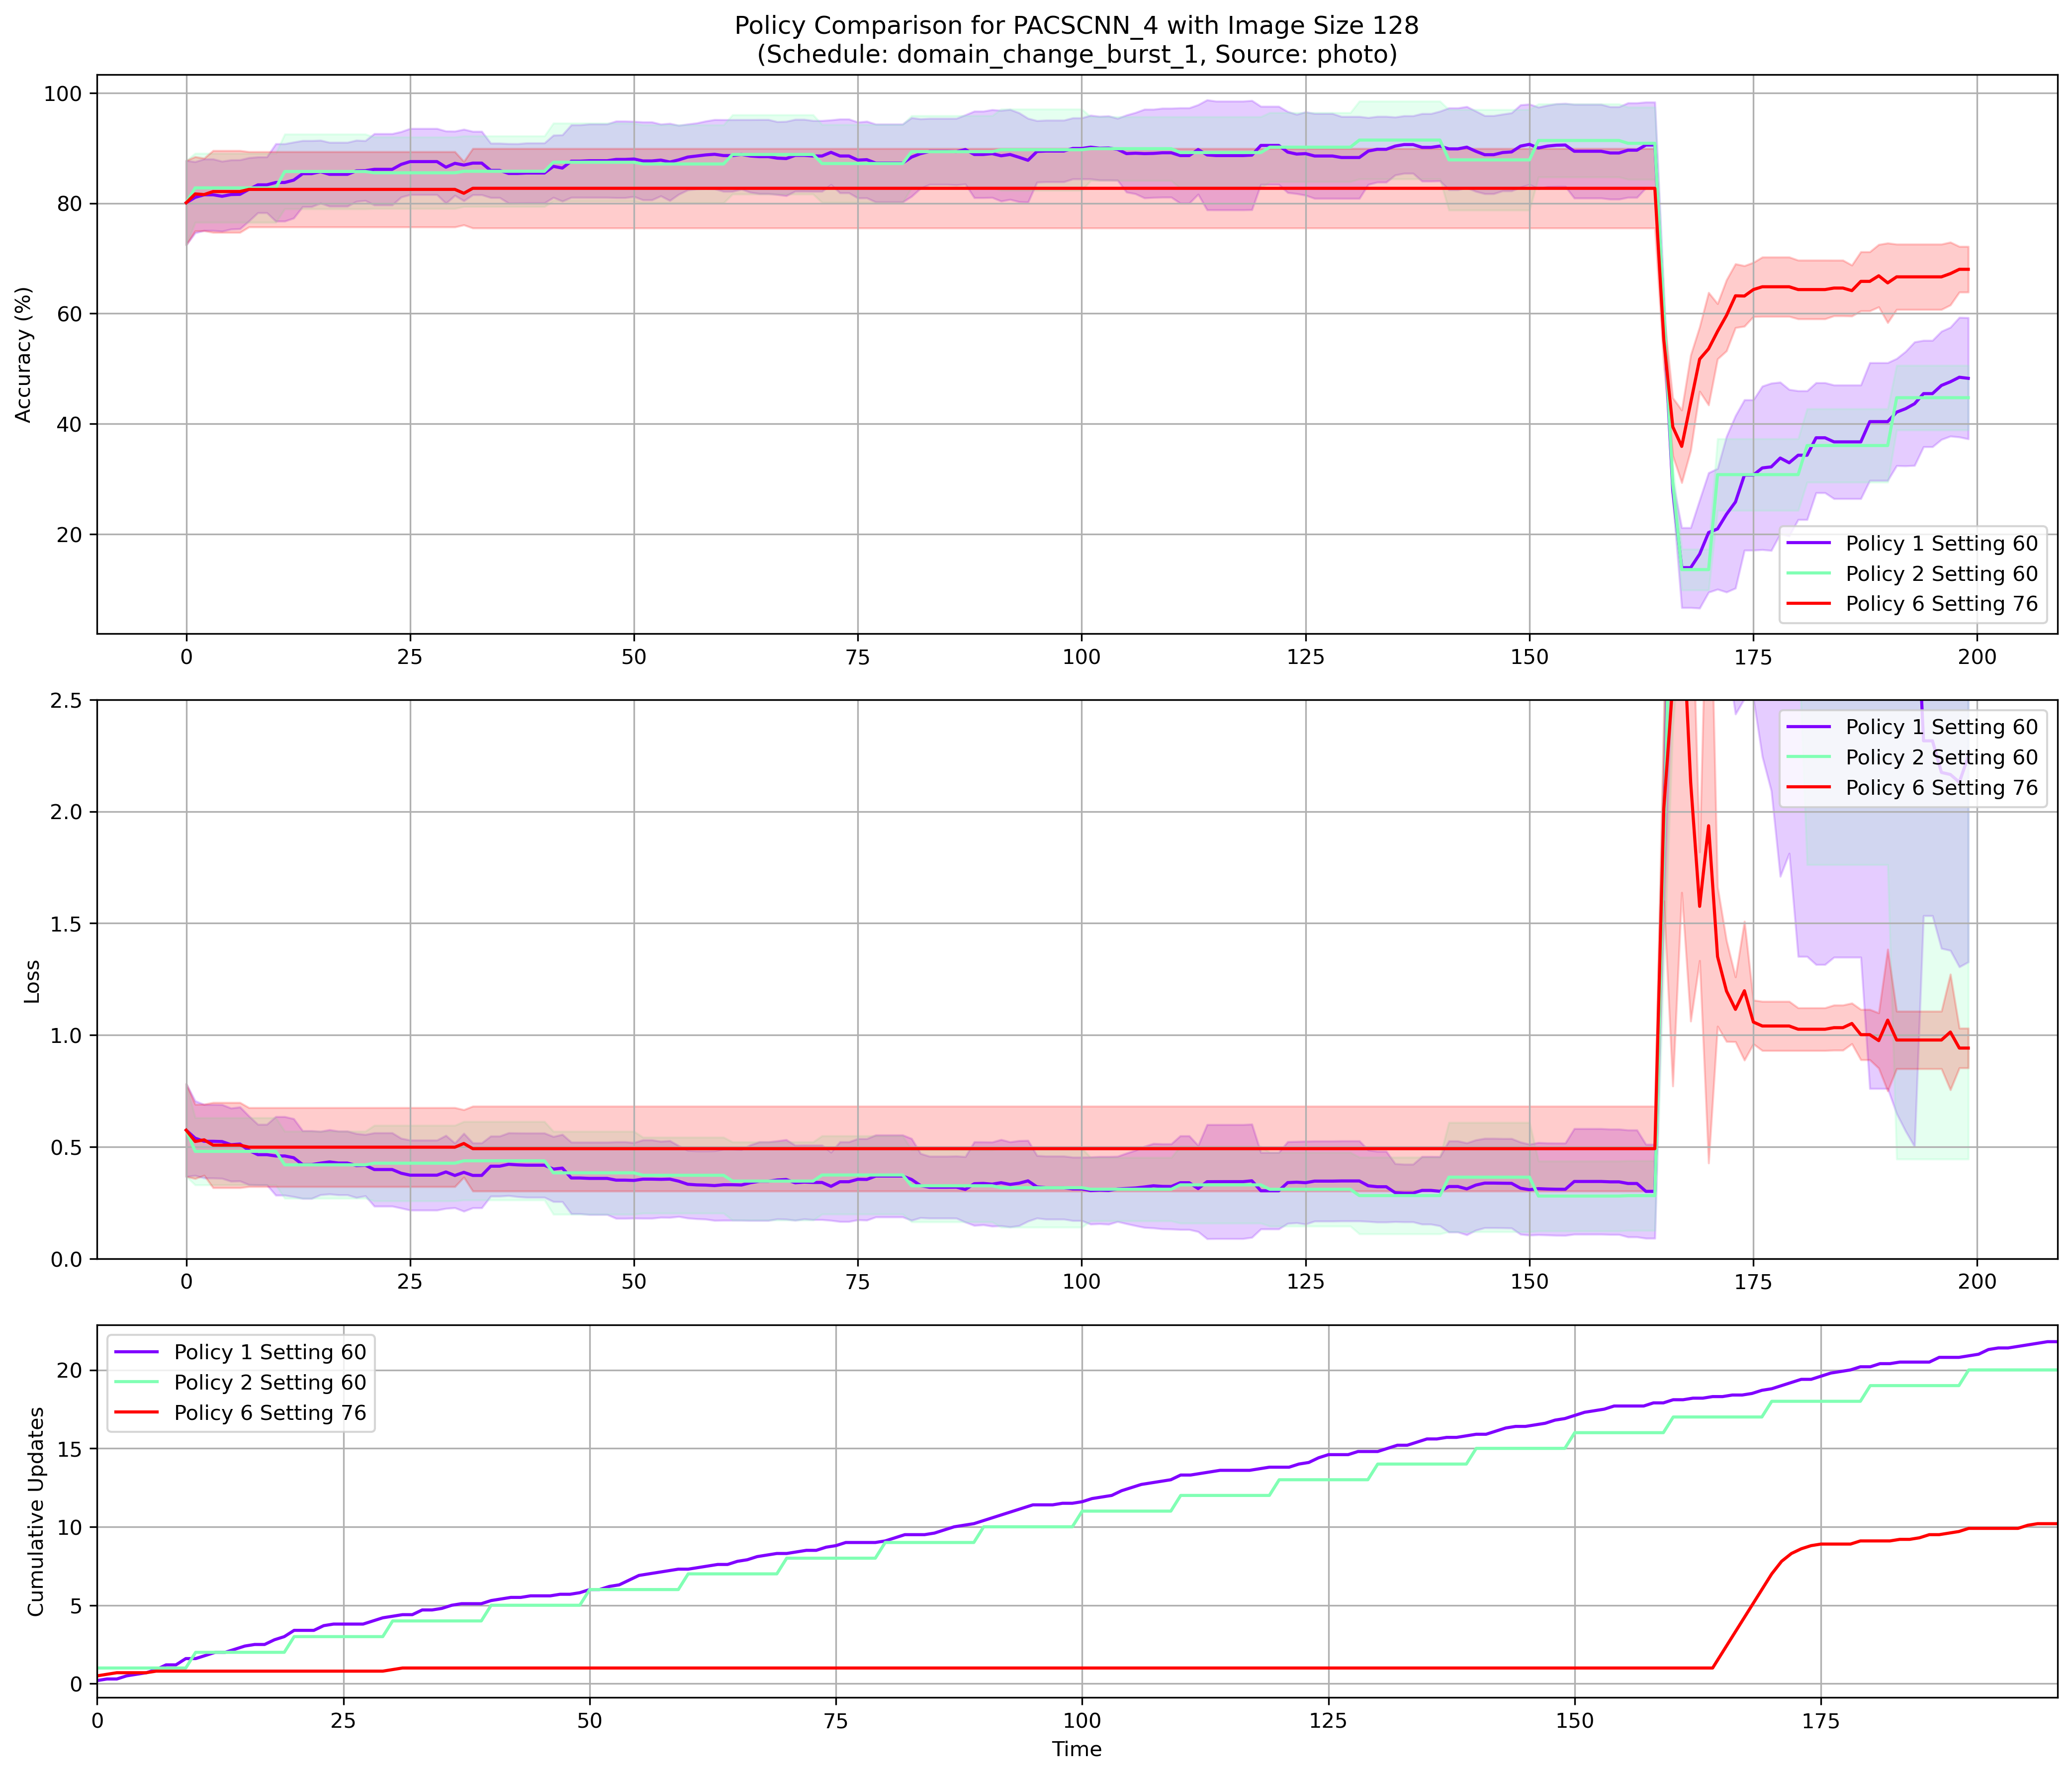 Policy Comparison for PACSCNN_4 with Image Size 128
(Schedule: domain_change_burst_1, Source: photo)
100
80
60
40
20
Accuracy (%)
Policy 1 Setting 60
Policy 2 Setting 60
Policy 6 Setting 76
0 25 50 75 100 125 150 175 200
2.5
2.0
1.5
1.0
0.5
0.0
Loss
Policy 1 Setting 60
Policy 2 Setting 60
Policy 6 Setting 76
0 25 50 75 100 125 150 175 200
20
15
10
5
0
Cumulative Updates
Policy 1 Setting 60
Policy 2 Setting 60
Policy 6 Setting 76
0 25 50 75 100 125 150 175
Time